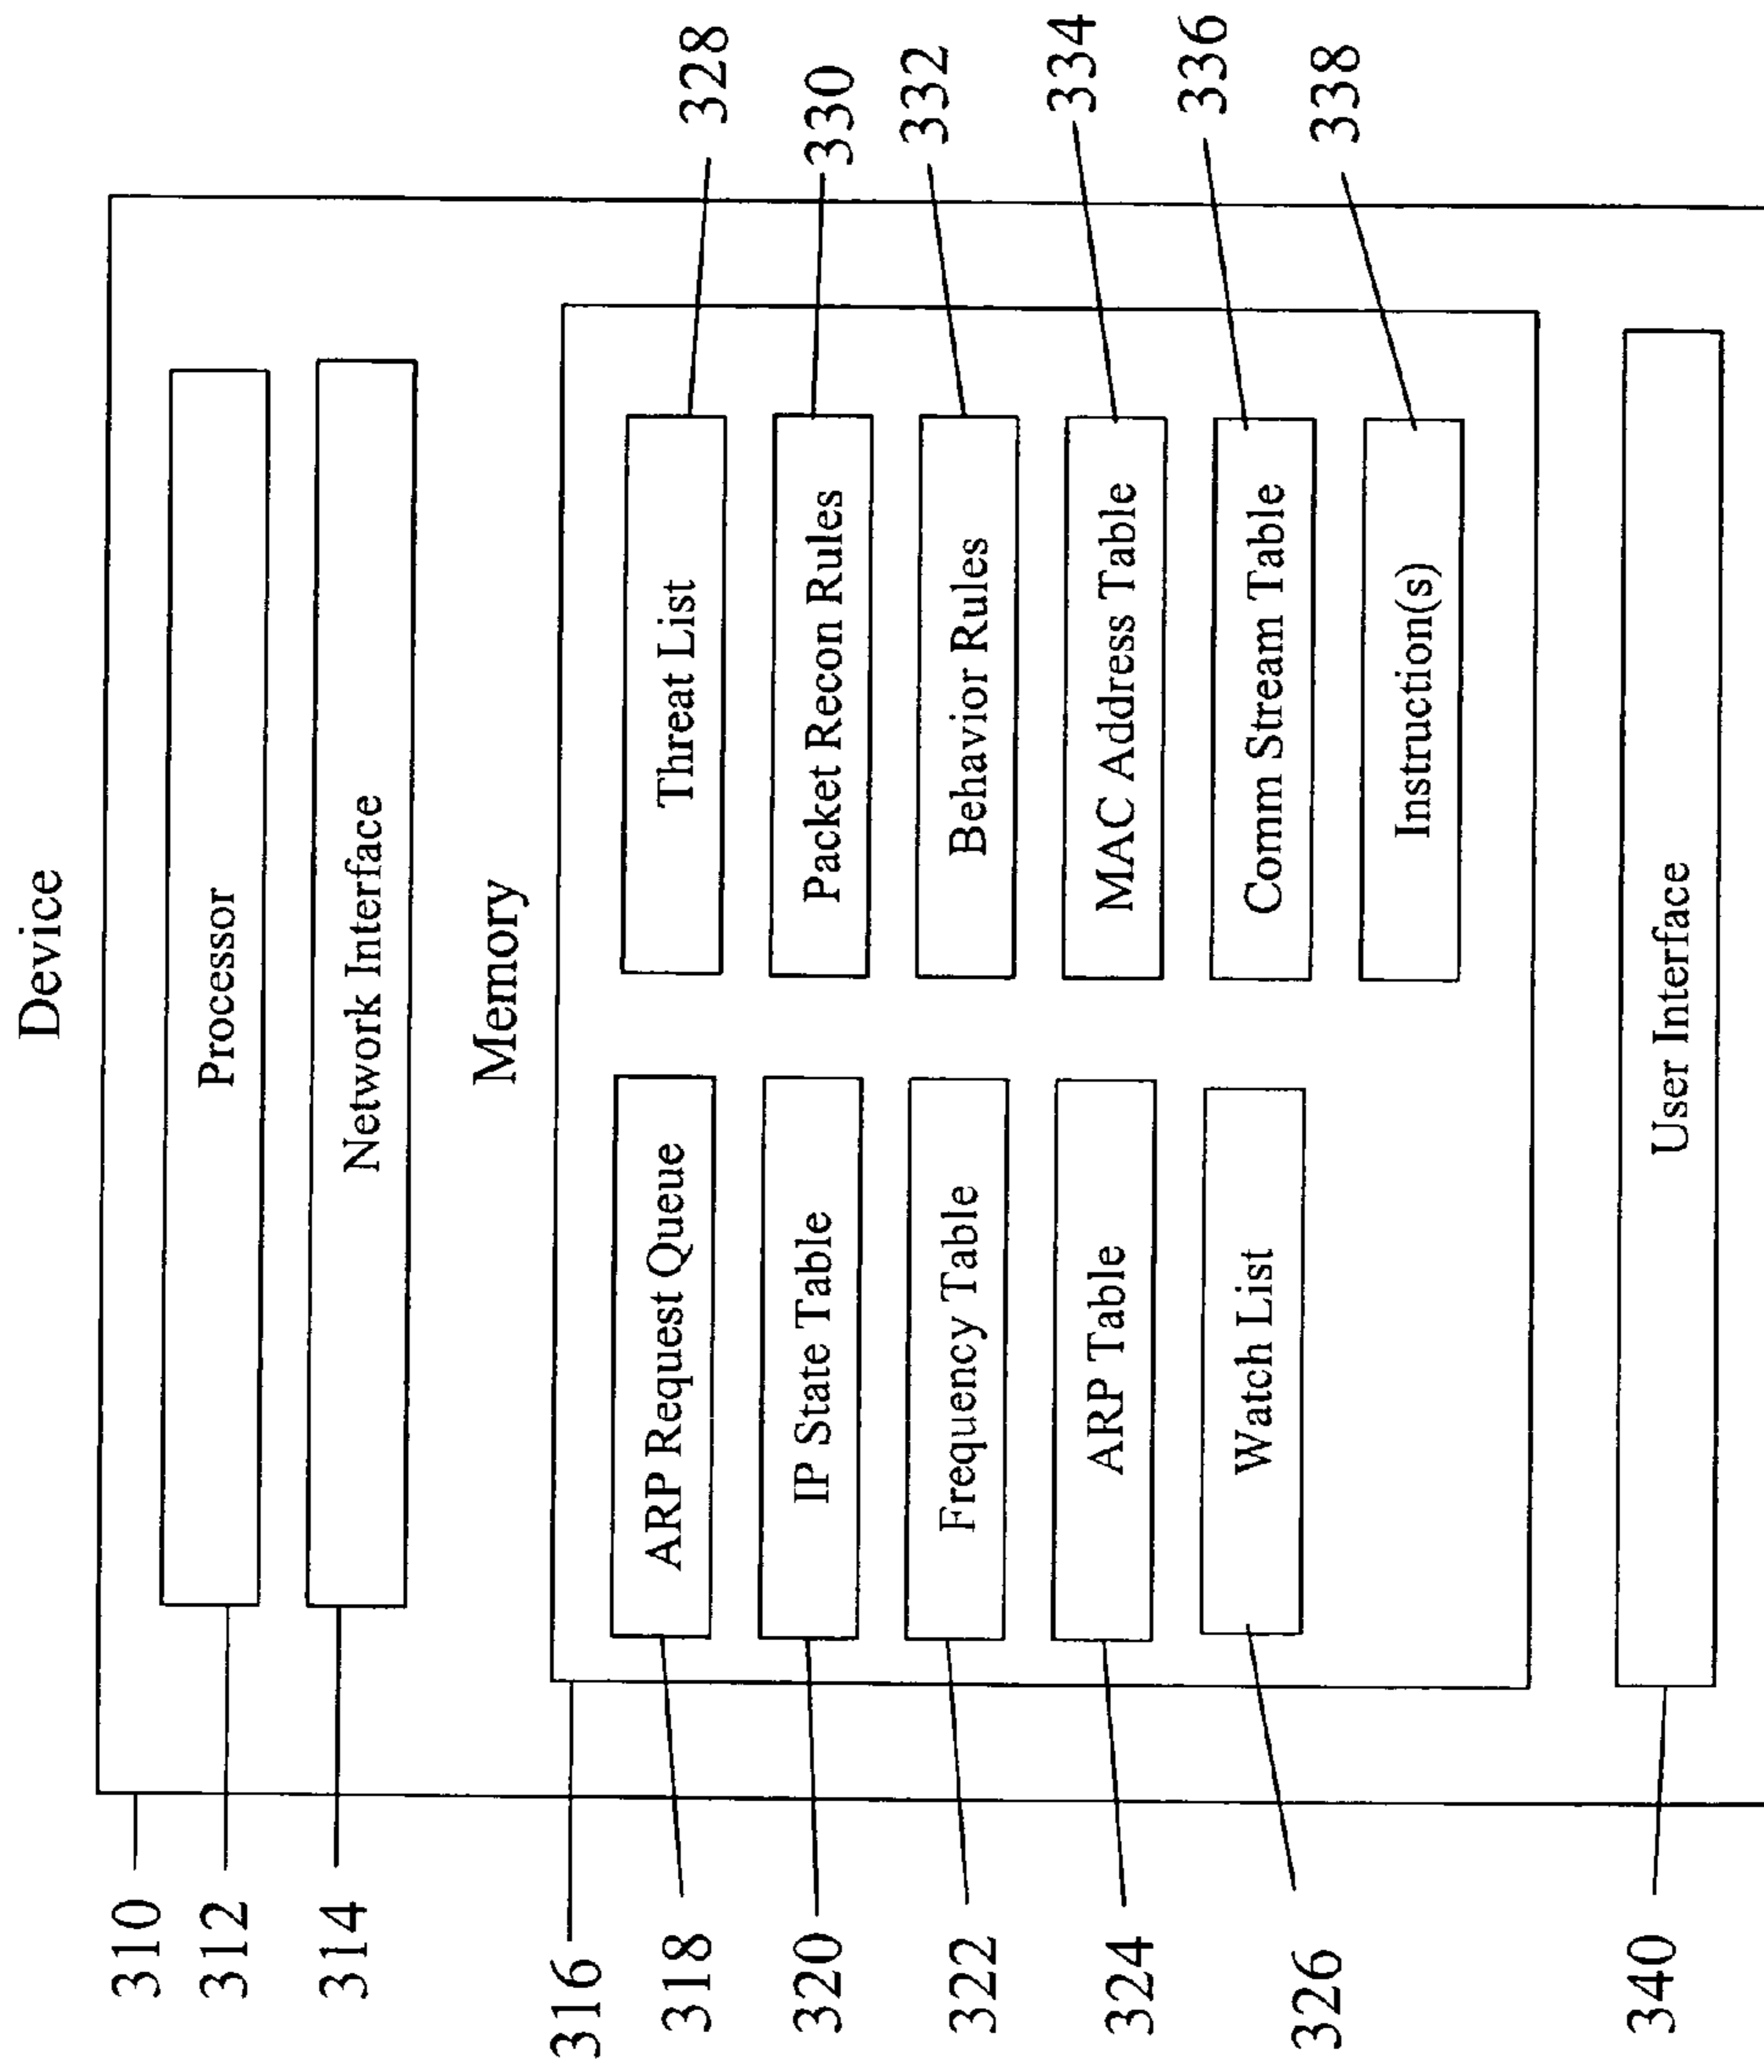 Device
310
312
Processor
314
Network Interface
Memory
316
318
ARP Request Queue
Threat List
328
320
IP State Table
Packet Recon Rules
330
322
Frequency Table
Behavior Rules
332
324
ARP Table
MAC Address Table
334
326
Watch List
Comm Stream Table
336
Instruction(s)
338
340
User Interface